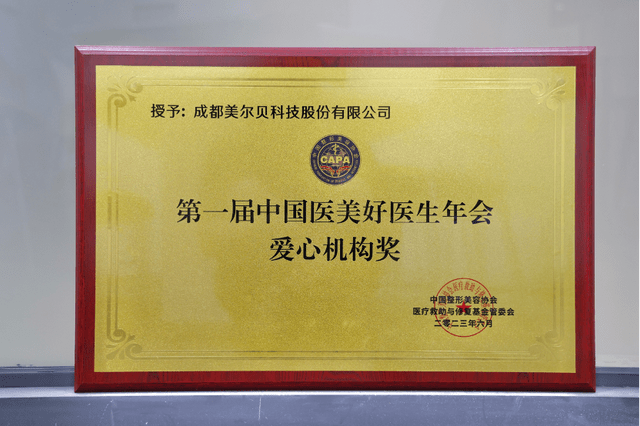 授予：成都美尔贝科技股份有限公司
CAPA
第一届中国医美好医生年会
爱心机构奖
中国整形美容协会
医疗救助与修复基金管委会
二零二三年六月